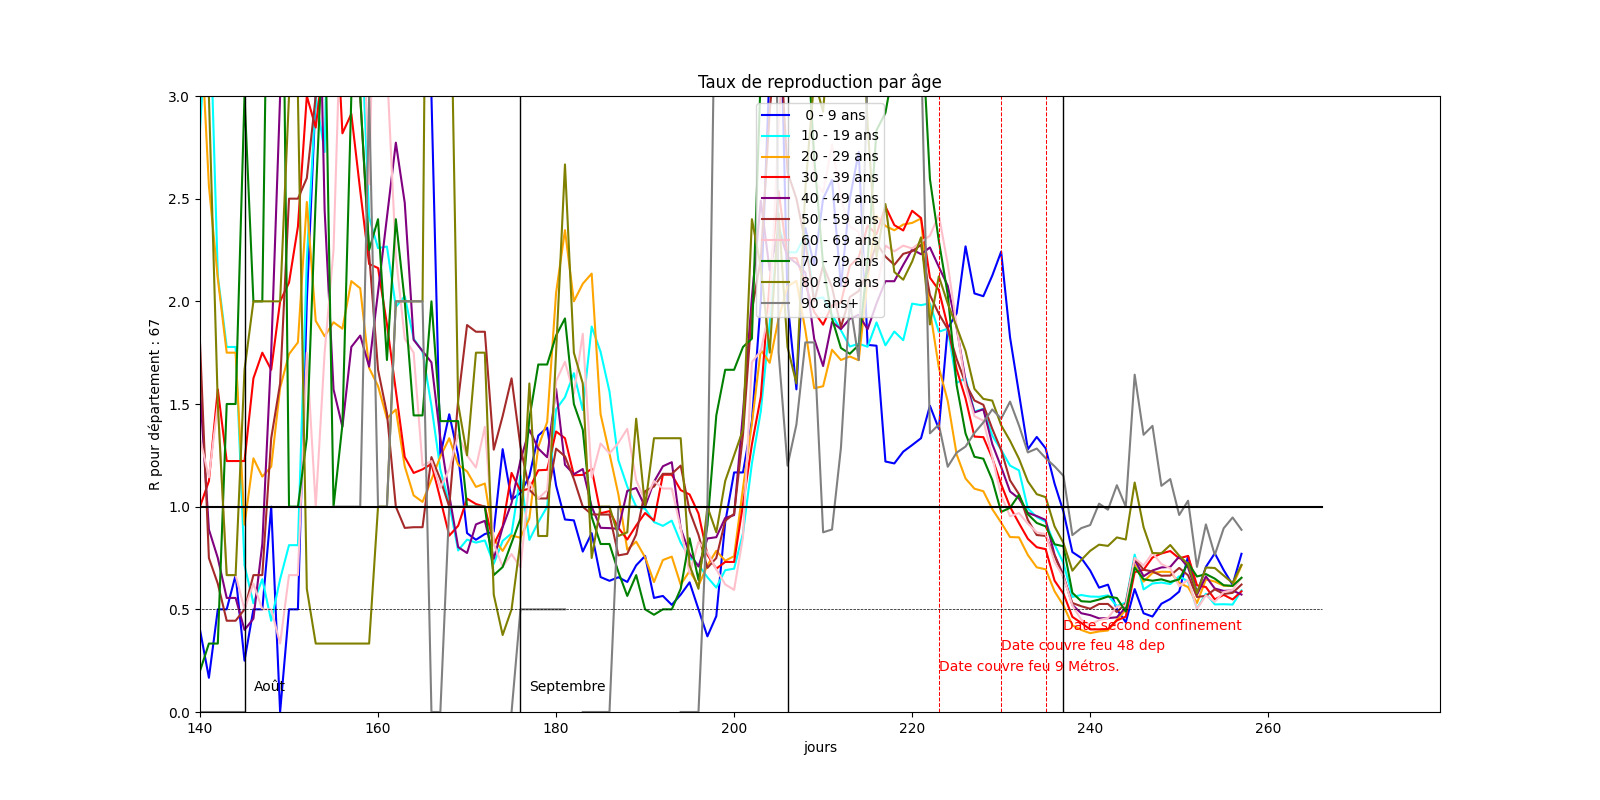 Taux de reproduction par âge
3.0
2.5
2.0
1.5
1.0
0.5
0.0
R pour département : 67
0 - 9 ans
10 - 19 ans
20 - 29 ans
30 - 39 ans
40 - 49 ans
50 - 59 ans
60 - 69 ans
70 - 79 ans
80 - 89 ans
90 ans+
Date second confinement
Date couvre feu 48 dep
Date couvre feu 9 Métros.
Août
Septembre
140
160
180
200
220
240
260
jours